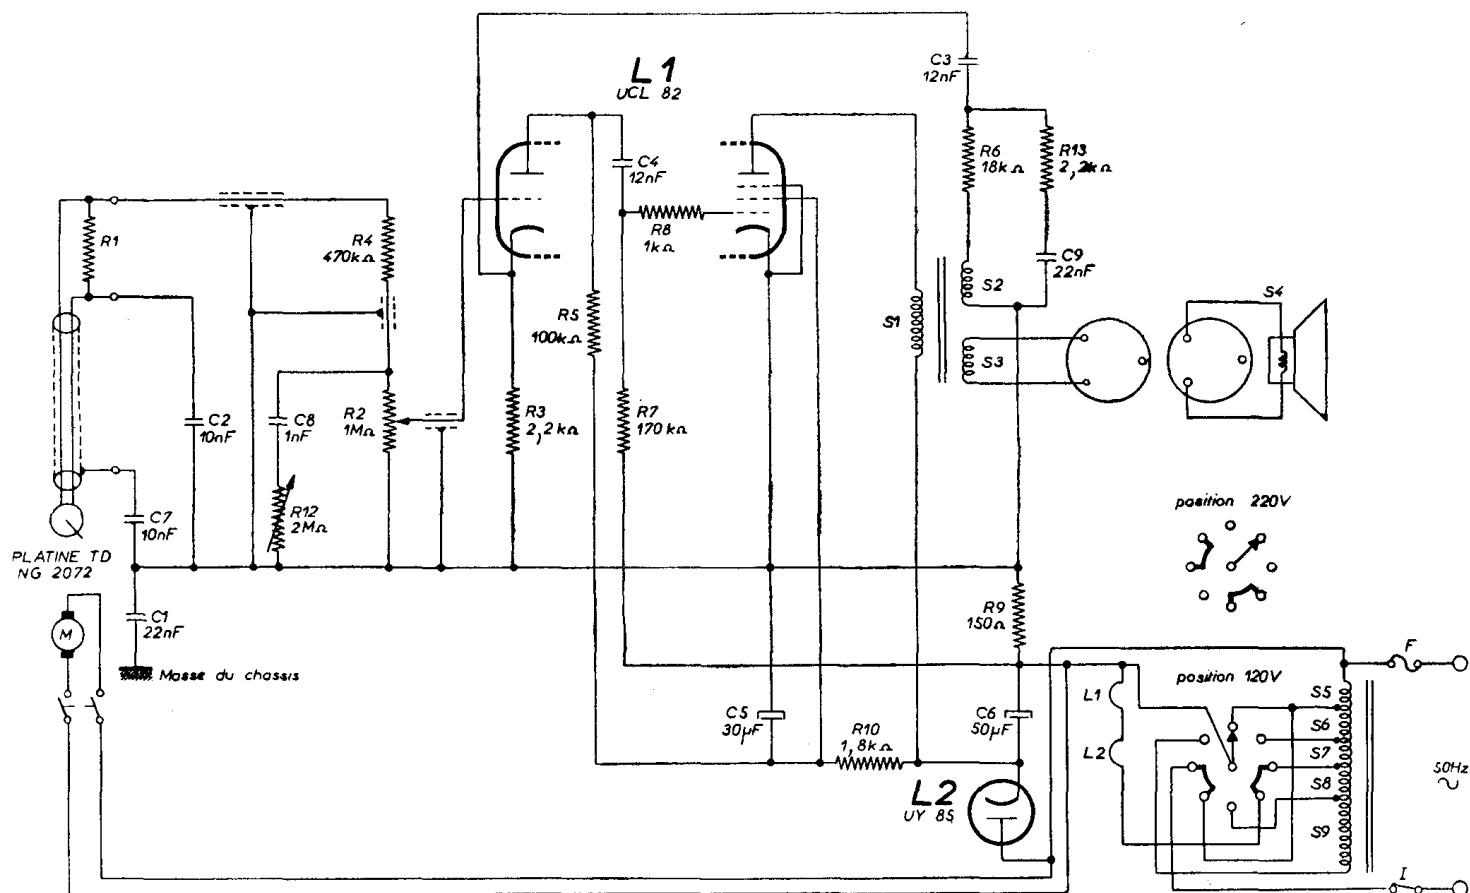 C3
12nF
L1
UCL 82
R6
18kΩ
R13
2,2kΩ
C4
12nF
R8
1kΩ
R1
R4
470kΩ
C9
22nF
S2
S4
R5
100kΩ
S1
S3
C2
10nF
C8
1nF
R2
1MΩ
R3
2,2kΩ
R7
170kΩ
R12
2MΩ
C7
10nF
position 220V
PLATINE TD
NG 2072
C1
22nF
R9
150Ω
M
Masse du chassis
F
position 120V
L1
S5
C5
30µF
C6
50µF
S6
R10
1,8kΩ
L2
S7
50Hz
∿
S8
L2
UY 85
S9
I